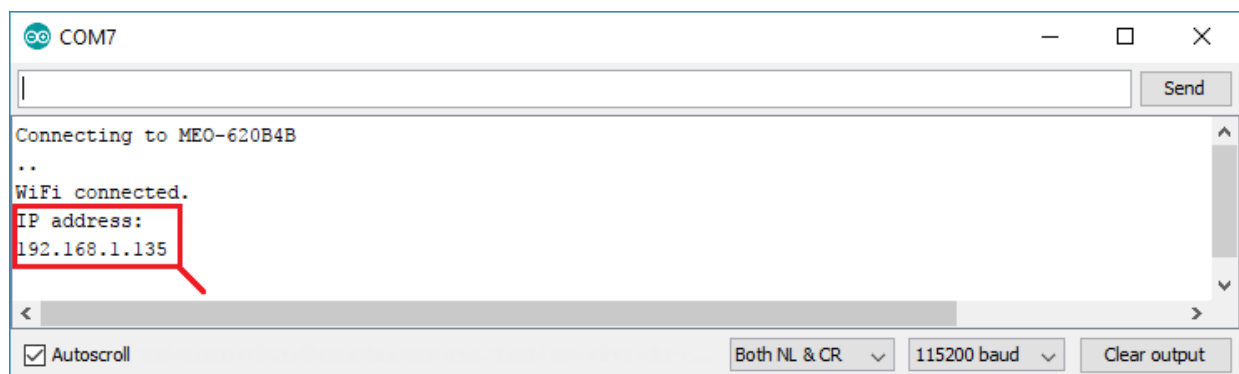 COM7
Send
Connecting to MEO-620B4B
..
WiFi connected.
IP address:
192.168.1.135
Autoscroll
Both NL & CR
115200 baud
Clear output